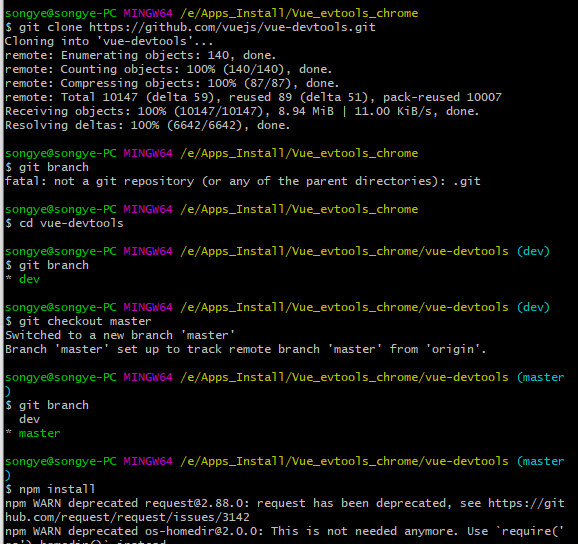 songye@songye-PC MINGW64 /e/Apps_Install/Vue_evtools_chrome
$ git clone https://github.com/vuejs/vue-devtools.git
Cloning into 'vue-devtools'...
remote: Enumerating objects: 140, done.
remote: Counting objects: 100% (140/140), done.
remote: Compressing objects: 100% (87/87), done.
remote: Total 10147 (delta 59), reused 89 (delta 51), pack-reused 10007
Receiving objects: 100% (10147/10147), 8.94 MiB | 11.00 KiB/s, done.
Resolving deltas: 100% (6642/6642), done.
songye@songye-PC MINGW64 /e/Apps_Install/Vue_evtools_chrome
$ git branch
fatal: not a git repository (or any of the parent directories): .git
songye@songye-PC MINGW64 /e/Apps_Install/Vue_evtools_chrome
$ cd vue-devtools
songye@songye-PC MINGW64 /e/Apps_Install/Vue_evtools_chrome/vue-devtools (dev)
$ git branch
* dev
songye@songye-PC MINGW64 /e/Apps_Install/Vue_evtools_chrome/vue-devtools (dev)
$ git checkout master
Switched to a new branch 'master'
Branch 'master' set up to track remote branch 'master' from 'origin'.
songye@songye-PC MINGW64 /e/Apps_Install/Vue_evtools_chrome/vue-devtools (master
)
$ git branch
dev
* master
songye@songye-PC MINGW64 /e/Apps_Install/Vue_evtools_chrome/vue-devtools (master
)
$ npm install
npm WARN deprecated request@2.88.0: request has been deprecated, see https://git
hub.com/request/request/issues/3142
npm WARN deprecated os-homedir@2.0.0: This is not needed anymore. Use `require('
os').homedir()` instead